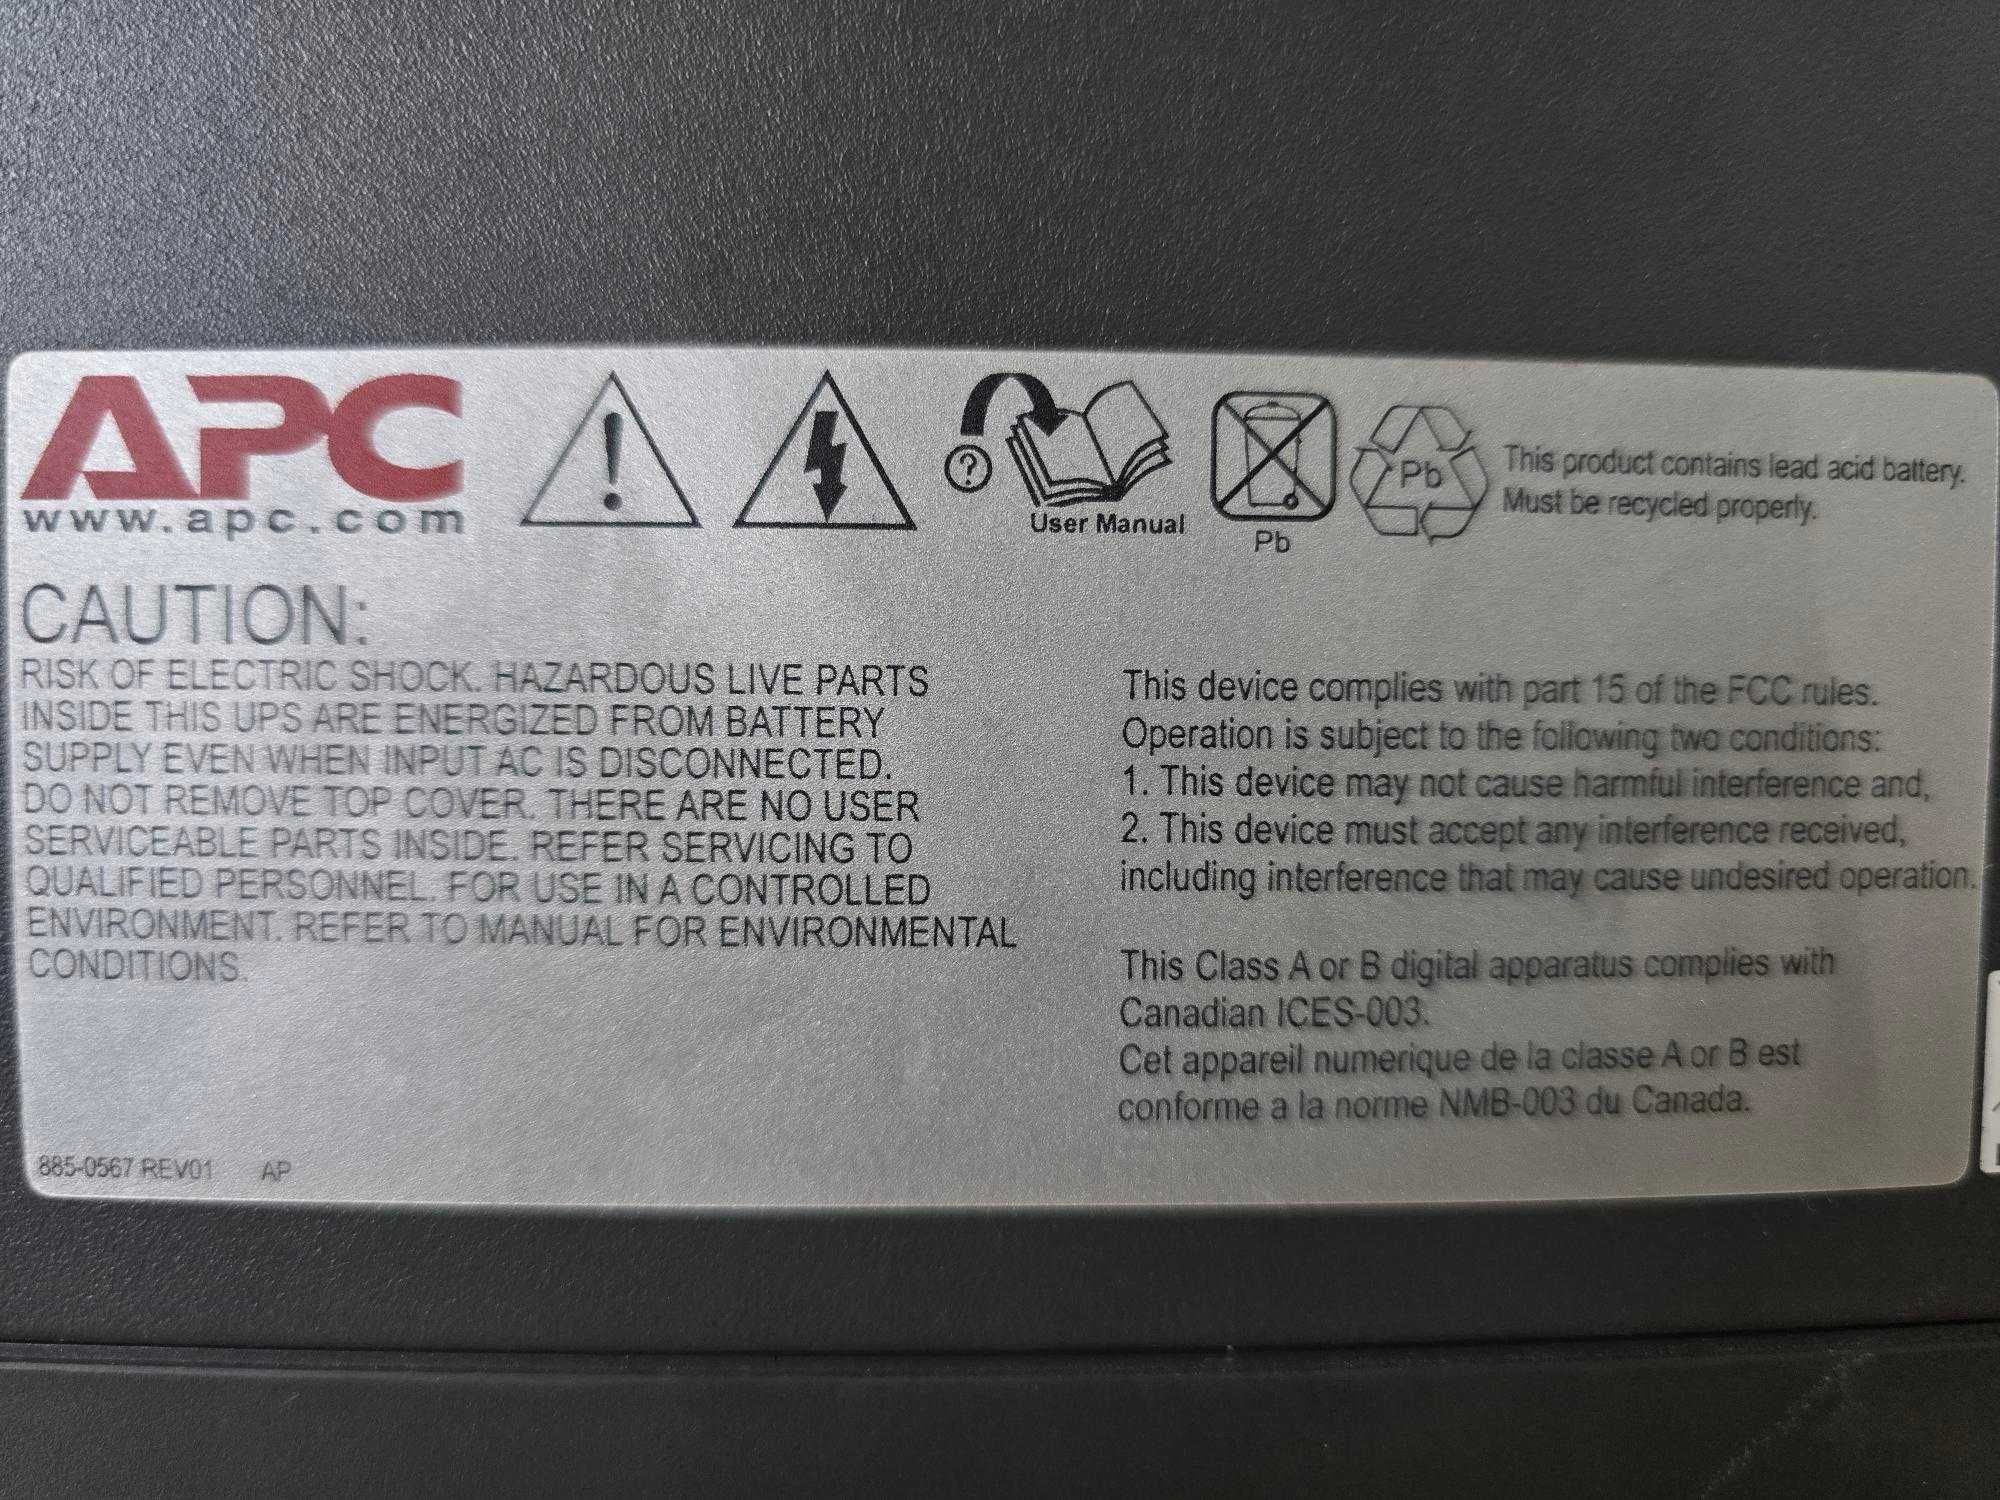 APC
www.apc.com
User Manual
Pb
Pb
This product contains lead acid battery.
Must be recycled properly.
CAUTION:
RISK OF ELECTRIC SHOCK. HAZARDOUS LIVE PARTS
INSIDE THIS UPS ARE ENERGIZED FROM BATTERY
SUPPLY EVEN WHEN INPUT AC IS DISCONNECTED.
DO NOT REMOVE TOP COVER. THERE ARE NO USER
SERVICEABLE PARTS INSIDE. REFER SERVICING TO
QUALIFIED PERSONNEL. FOR USE IN A CONTROLLED
ENVIRONMENT. REFER TO MANUAL FOR ENVIRONMENTAL
CONDITIONS.
This device complies with part 15 of the FCC rules.
Operation is subject to the following two conditions:
1. This device may not cause harmful interference and,
2. This device must accept any interference received,
including interference that may cause undesired operation.
This Class A or B digital apparatus complies with
Canadian ICES-003.
Cet appareil numerique de la classe A or B est
conforme a la norme NMB-003 du Canada.
885-0567 REV01 AP